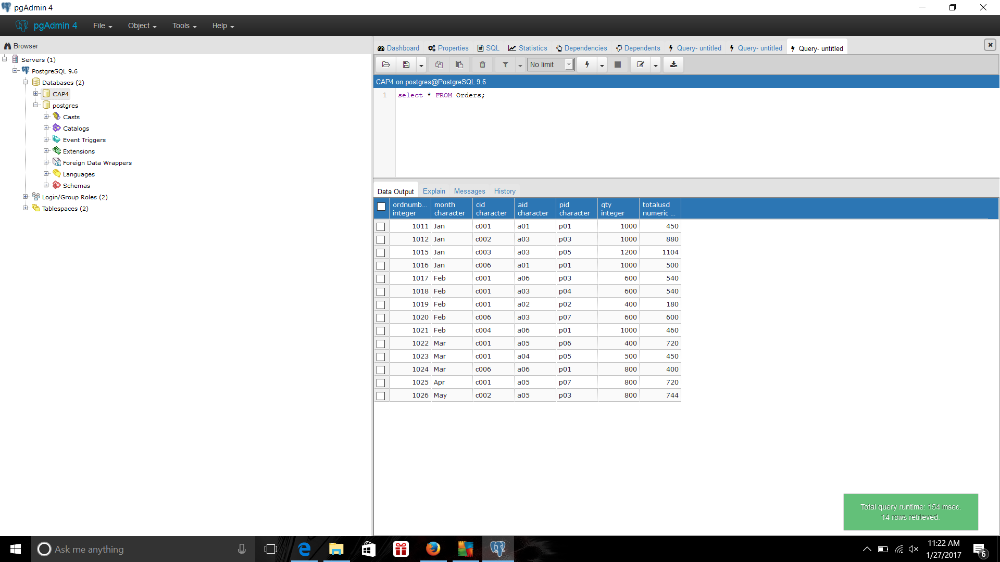 pgAdmin 4
pgAdmin 4 File Object Tools Help
Browser
Servers (1)
PostgreSQL 9.6
Databases (2)
CAP4
postgres
Casts
Catalogs
Event Triggers
Extensions
Foreign Data Wrappers
Languages
Schemas
Login/Group Roles (2)
Tablespaces (2)
Dashboard Properties SQL Statistics Dependencies Dependents Query- untitled Query- untitled Query- untitled
No limit
CAP4 on postgres@PostgreSQL 9.6
1 select * FROM Orders;
Data Output Explain Messages History
ordnumb... month cid aid pid qty totalusd
integer character character character character integer numeric ...
1011 Jan c001 a01 p01 1000 450
1012 Jan c002 a03 p03 1000 880
1015 Jan c003 a03 p05 1200 1104
1016 Jan c006 a01 p01 1000 500
1017 Feb c001 a06 p03 600 540
1018 Feb c001 a03 p04 600 540
1019 Feb c001 a02 p02 400 180
1020 Feb c006 a03 p07 600 600
1021 Feb c004 a06 p01 1000 460
1022 Mar c001 a05 p06 400 720
1023 Mar c001 a04 p05 500 450
1024 Mar c006 a06 p01 800 400
1025 Apr c001 a05 p07 800 720
1026 May c002 a05 p03 800 744
Total query runtime: 154 msec.
14 rows retrieved.
Ask me anything
11:22 AM
1/27/2017
6